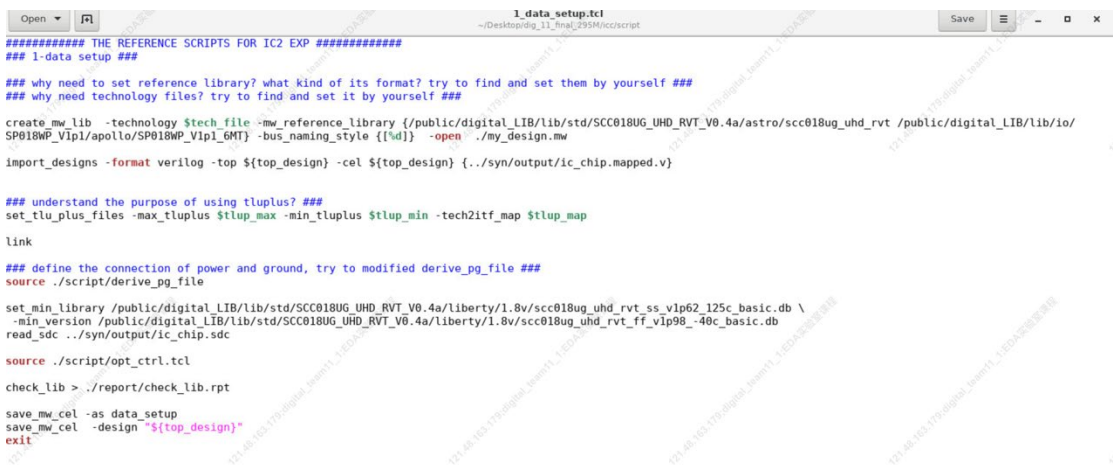 Open
1_data_setup.tcl
~/Desktop/dig_11_final_295M/icc/script
Save
############ THE REFERENCE SCRIPTS FOR IC2 EXP #############
### 1-data setup ###
### why need to set reference library? what kind of its format? try to find and set them by yourself ###
### why need technology files? try to find and set it by yourself ###
create_mw_lib  -technology $tech_file -mw_reference_library {/public/digital_LIB/lib/std/SCC018UG_UHD_RVT_V0.4a/astro/scc018ug_uhd_rvt /public/digital_LIB/lib/io/
SP018WP_V1p1/apollo/SP018WP_V1p1_6MT} -bus_naming_style {[%d]}  -open  ./my_design.mw
import_designs -format verilog -top ${top_design} -cel ${top_design} {../syn/output/ic_chip.mapped.v}
### understand the purpose of using tluplus? ###
set_tlu_plus_files -max_tluplus $tlup_max -min_tluplus $tlup_min -tech2itf_map $tlup_map
link
### define the connection of power and ground, try to modified derive_pg_file ###
source ./script/derive_pg_file
set_min_library /public/digital_LIB/lib/std/SCC018UG_UHD_RVT_V0.4a/liberty/1.8v/scc018ug_uhd_rvt_ss_v1p62_125c_basic.db \
 -min_version /public/digital_LIB/lib/std/SCC018UG_UHD_RVT_V0.4a/liberty/1.8v/scc018ug_uhd_rvt_ff_v1p98_-40c_basic.db
read_sdc ../syn/output/ic_chip.sdc
source ./script/opt_ctrl.tcl
check_lib > ./report/check_lib.rpt
save_mw_cel -as data_setup
save_mw_cel  -design "${top_design}"
exit